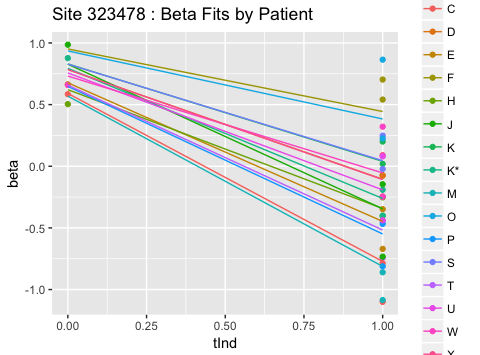 Site 323478 : Beta Fits by Patient
1.0
0.5
0.0
-0.5
-1.0
beta
0.00
0.25
0.50
0.75
1.00
tInd
C
D
E
F
H
J
K
K*
M
O
P
S
T
U
W